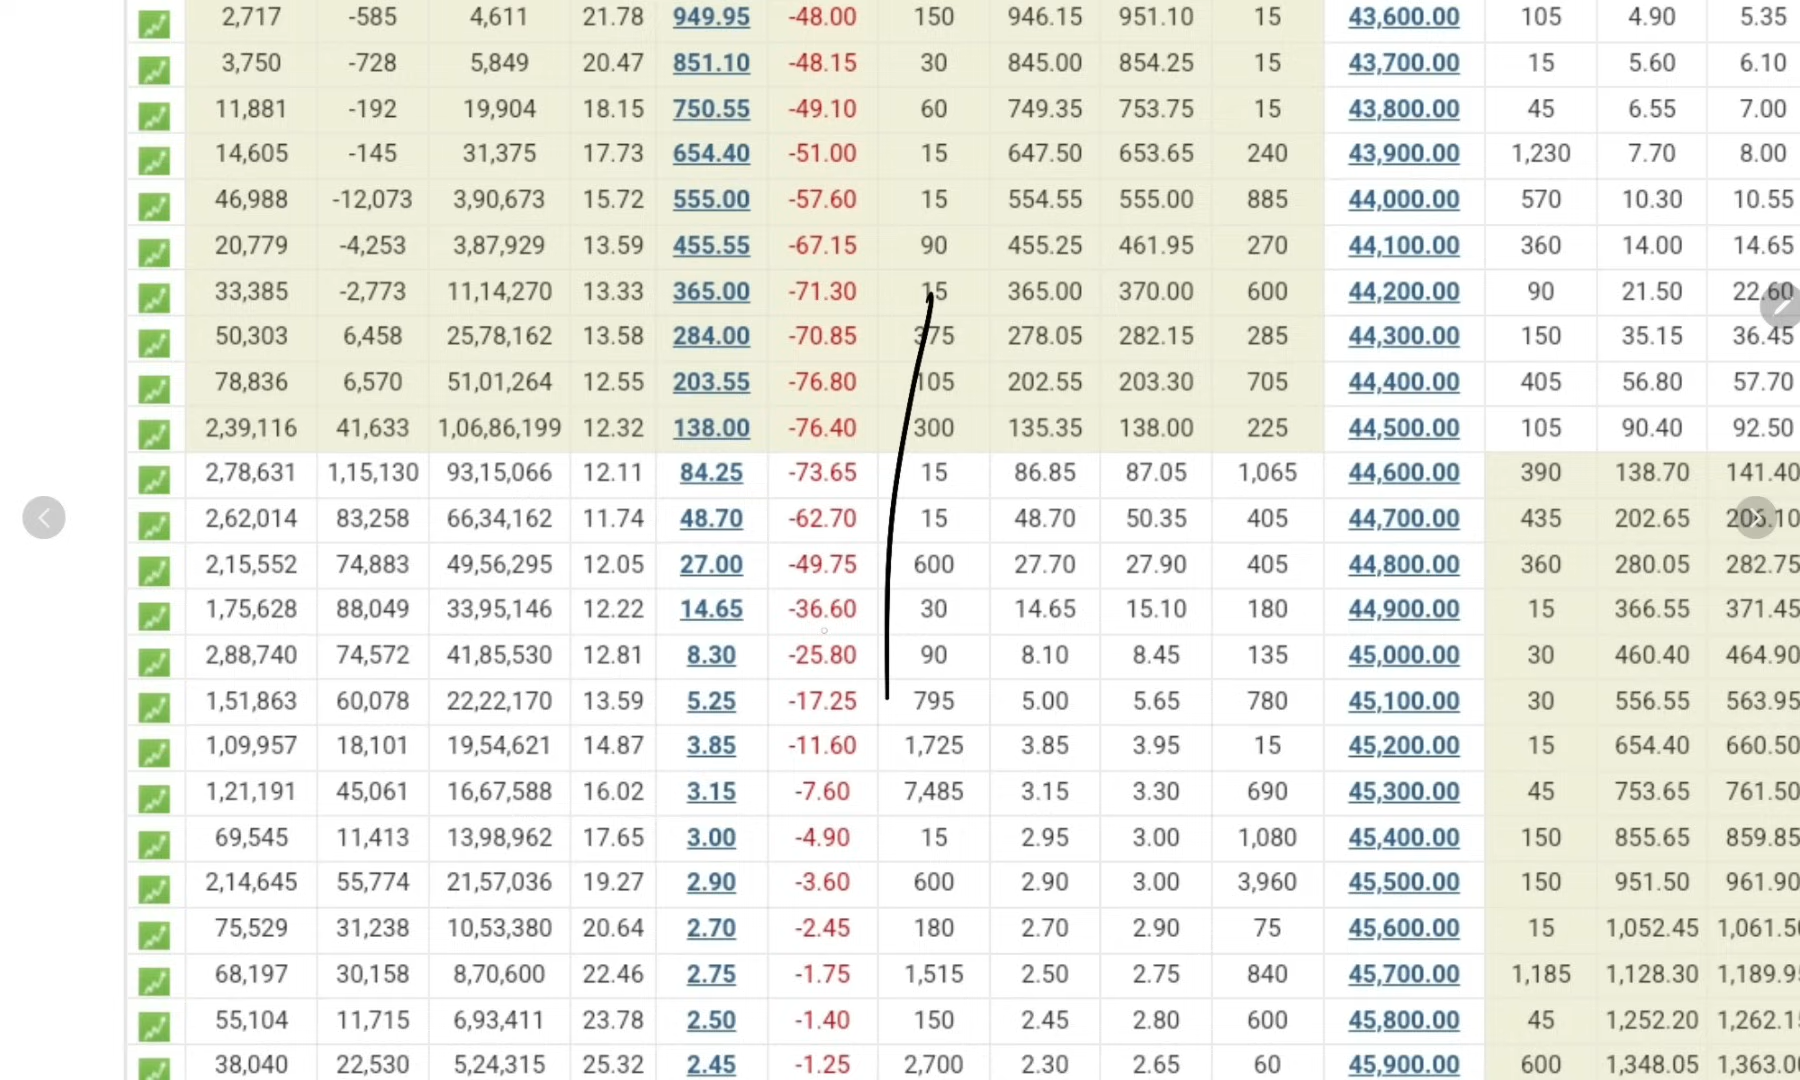 2,717 -585 4,611 21.78 949.95 -48.00 150 946.15 951.10 15 43,600.00 105 4.90 5.35
3,750 -728 5,849 20.47 851.10 -48.15 30 845.00 854.25 15 43,700.00 15 5.60 6.10
11,881 -192 19,904 18.15 750.55 -49.10 60 749.35 753.75 15 43,800.00 45 6.55 7.00
14,605 -145 31,375 17.73 654.40 -51.00 15 647.50 653.65 240 43,900.00 1,230 7.70 8.00
46,988 -12,073 3,90,673 15.72 555.00 -57.60 15 554.55 555.00 885 44,000.00 570 10.30 10.55
20,779 -4,253 3,87,929 13.59 455.55 -67.15 90 455.25 461.95 270 44,100.00 360 14.00 14.65
33,385 -2,773 11,14,270 13.33 365.00 -71.30 15 365.00 370.00 600 44,200.00 90 21.50 22.60
50,303 6,458 25,78,162 13.58 284.00 -70.85 375 278.05 282.15 285 44,300.00 150 35.15 36.45
78,836 6,570 51,01,264 12.55 203.55 -76.80 105 202.55 203.30 705 44,400.00 405 56.80 57.70
2,39,116 41,633 1,06,86,199 12.32 138.00 -76.40 300 135.35 138.00 225 44,500.00 105 90.40 92.50
2,78,631 1,15,130 93,15,066 12.11 84.25 -73.65 15 86.85 87.05 1,065 44,600.00 390 138.70 141.40
2,62,014 83,258 66,34,162 11.74 48.70 -62.70 15 48.70 50.35 405 44,700.00 435 202.65
2,15,552 74,883 49,56,295 12.05 27.00 -49.75 600 27.70 27.90 405 44,800.00 360 280.05 282.75
1,75,628 88,049 33,95,146 12.22 14.65 -36.60 30 14.65 15.10 180 44,900.00 15 366.55 371.45
2,88,740 74,572 41,85,530 12.81 8.30 -25.80 90 8.10 8.45 135 45,000.00 30 460.40 464.90
1,51,863 60,078 22,22,170 13.59 5.25 -17.25 795 5.00 5.65 780 45,100.00 30 556.55 563.95
1,09,957 18,101 19,54,621 14.87 3.85 -11.60 1,725 3.85 3.95 15 45,200.00 15 654.40 660.50
1,21,191 45,061 16,67,588 16.02 3.15 -7.60 7,485 3.15 3.30 690 45,300.00 45 753.65 761.50
69,545 11,413 13,98,962 17.65 3.00 -4.90 15 2.95 3.00 1,080 45,400.00 150 855.65 859.85
2,14,645 55,774 21,57,036 19.27 2.90 -3.60 600 2.90 3.00 3,960 45,500.00 150 951.50 961.90
75,529 31,238 10,53,380 20.64 2.70 -2.45 180 2.70 2.90 75 45,600.00 15 1,052.45 1,061.5
68,197 30,158 8,70,600 22.46 2.75 -1.75 1,515 2.50 2.75 840 45,700.00 1,185 1,128.30 1,189.9
55,104 11,715 6,93,411 23.78 2.50 -1.40 150 2.45 2.80 600 45,800.00 45 1,252.20 1,262.1
38,040 22,530 5,24,315 25.32 2.45 -1.25 2,700 2.30 2.65 60 45,900.00 600 1,348.05 1,363.0